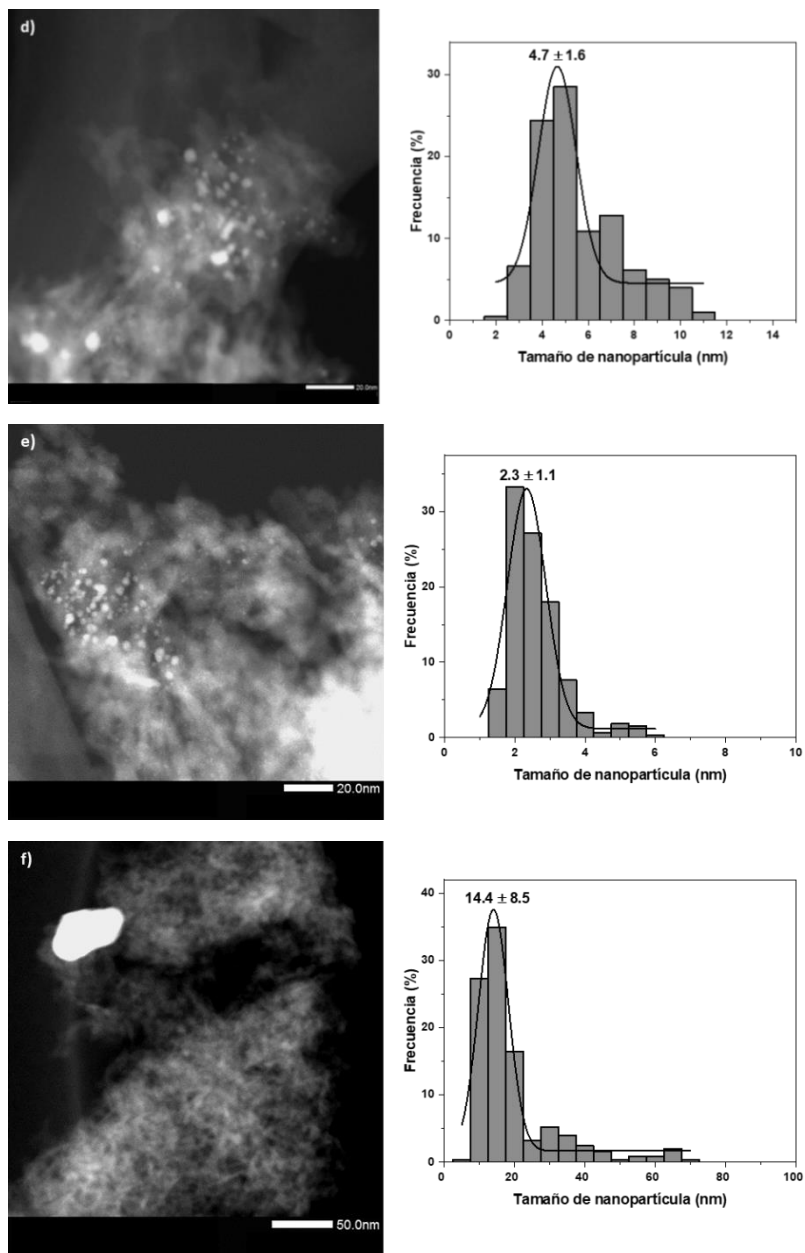 d)
20.0nm
4.7 ± 1.6
Frecuencia (%)
30
20
10
0
0 2 4 6 8 10 12 14
Tamaño de nanopartícula (nm)
e)
20.0nm
2.3 ± 1.1
Frecuencia (%)
30
20
10
0
0 2 4 6 8 10
Tamaño de nanopartícula (nm)
f)
50.0nm
14.4 ± 8.5
Frecuencia (%)
40
30
20
10
0
0 20 40 60 80 100
Tamaño de nanopartícula (nm)